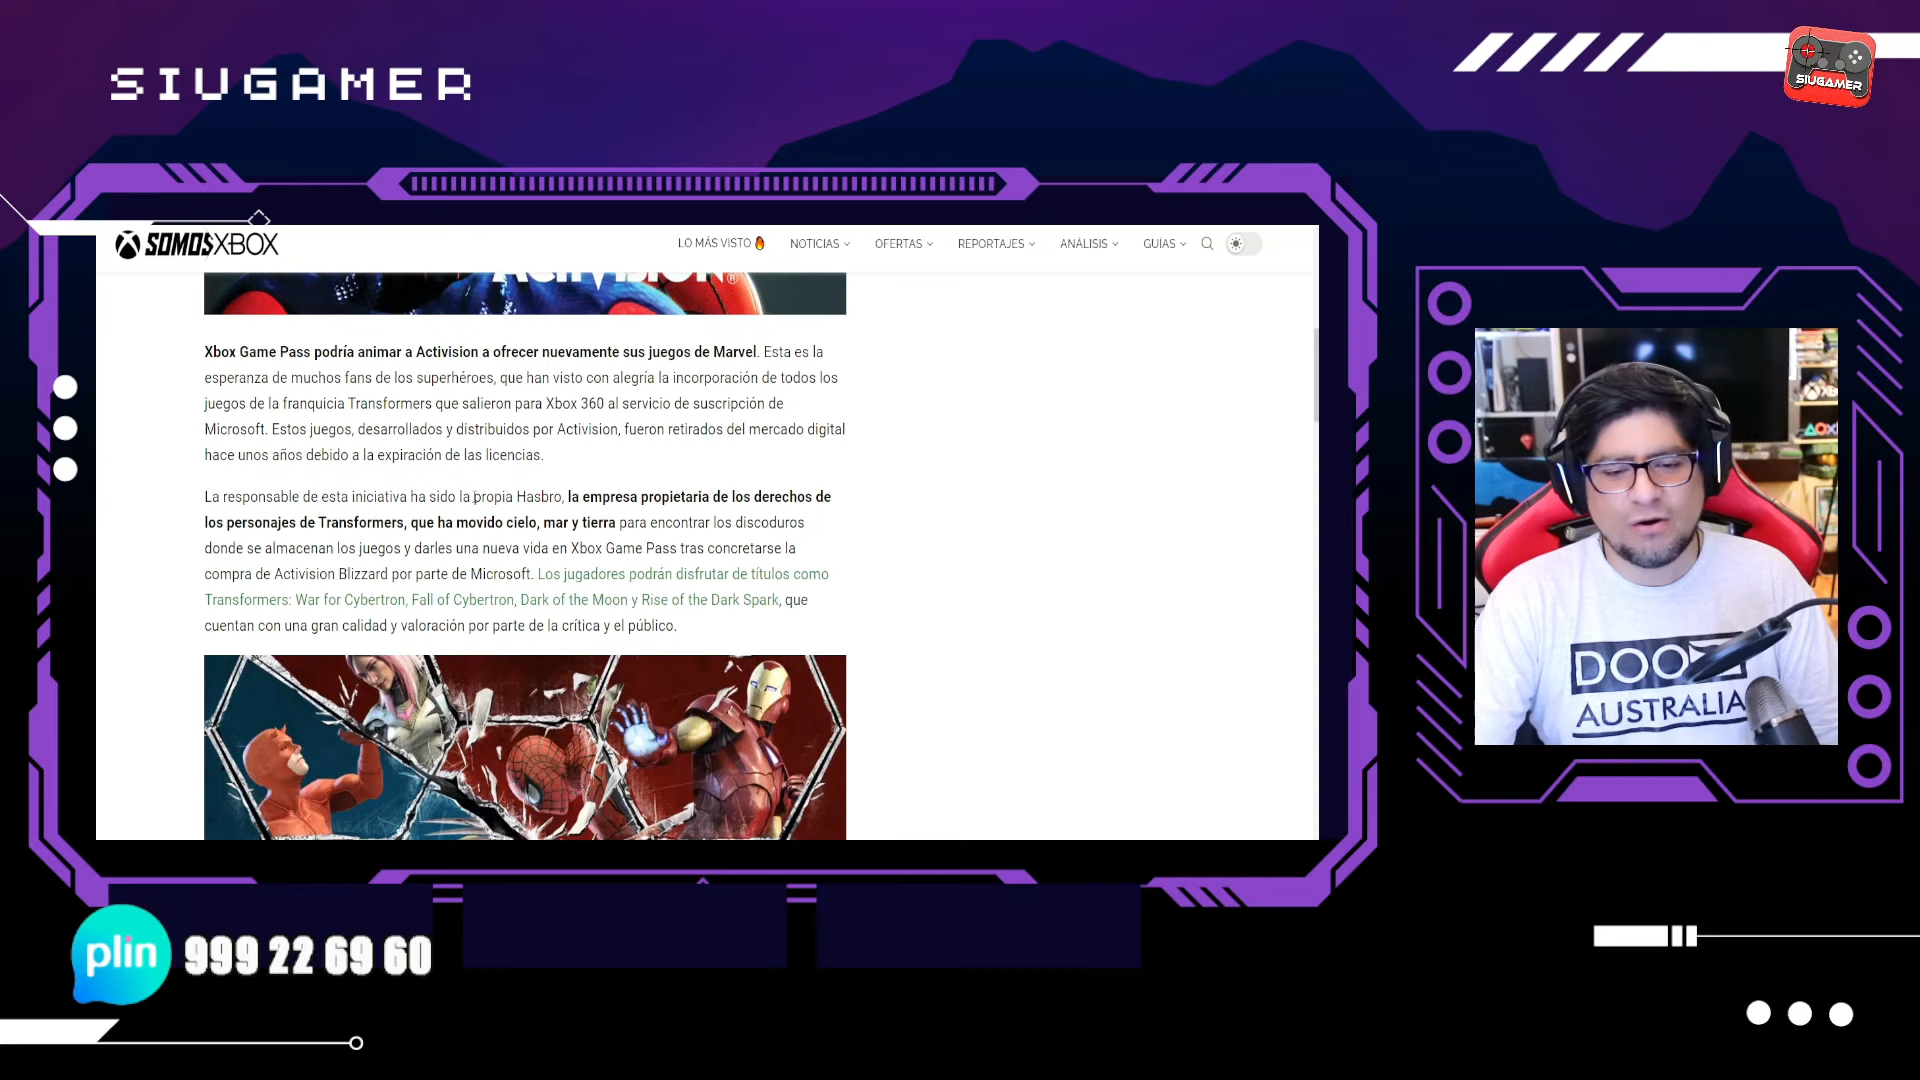 SIUGAMER
SIUGAMER
SOMOSXBOX
LO MÁS VISTO
NOTICIAS
OFERTAS
REPORTAJES
ANÁLISIS
GUÍAS
ACTIVISION®
Xbox Game Pass podría animar a Activision a ofrecer nuevamente sus juegos de Marvel. Esta es la
esperanza de muchos fans de los superhéroes, que han visto con alegría la incorporación de todos los
juegos de la franquicia Transformers que salieron para Xbox 360 al servicio de suscripción de
Microsoft. Estos juegos, desarrollados y distribuidos por Activision, fueron retirados del mercado digital
hace unos años debido a la expiración de las licencias.
La responsable de esta iniciativa ha sido la propia Hasbro, la empresa propietaria de los derechos de
los personajes de Transformers, que ha movido cielo, mar y tierra para encontrar los discoduros
donde se almacenan los juegos y darles una nueva vida en Xbox Game Pass tras concretarse la
compra de Activision Blizzard por parte de Microsoft. Los jugadores podrán disfrutar de títulos como
Transformers: War for Cybertron, Fall of Cybertron, Dark of the Moon y Rise of the Dark Spark, que
cuentan con una gran calidad y valoración por parte de la crítica y el público.
AUSTRALIA
plin 999 22 69 60